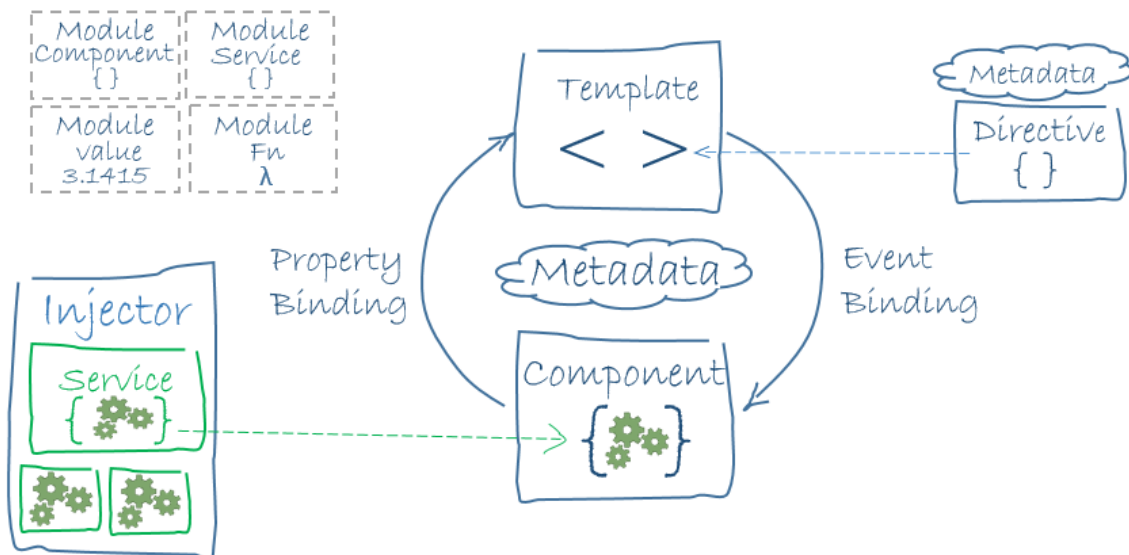 Module
Component
{ }
Module
Service
{ }
Module
value
3.1415
Module
Fn
λ
Template
< >
Metadata
Directive
{ }
Property
Binding
Metadata
Event
Binding
Injector
Service
{ }
Component
{ }